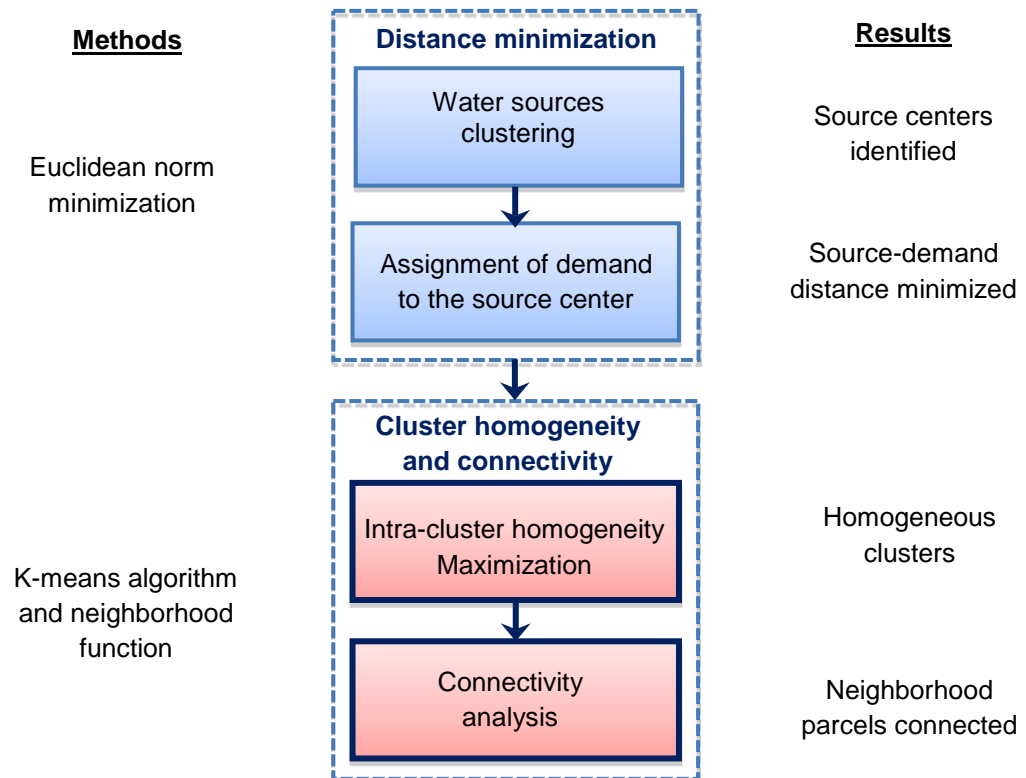 Methods
Distance minimization
Results
Water sources
clustering
Source centers
identified
Euclidean norm
minimization
Assignment of demand
to the source center
Source-demand
distance minimized
Cluster homogeneity
and connectivity
Intra-cluster homogeneity
Maximization
Homogeneous
clusters
K-means algorithm
and neighborhood
function
Connectivity
analysis
Neighborhood
parcels connected